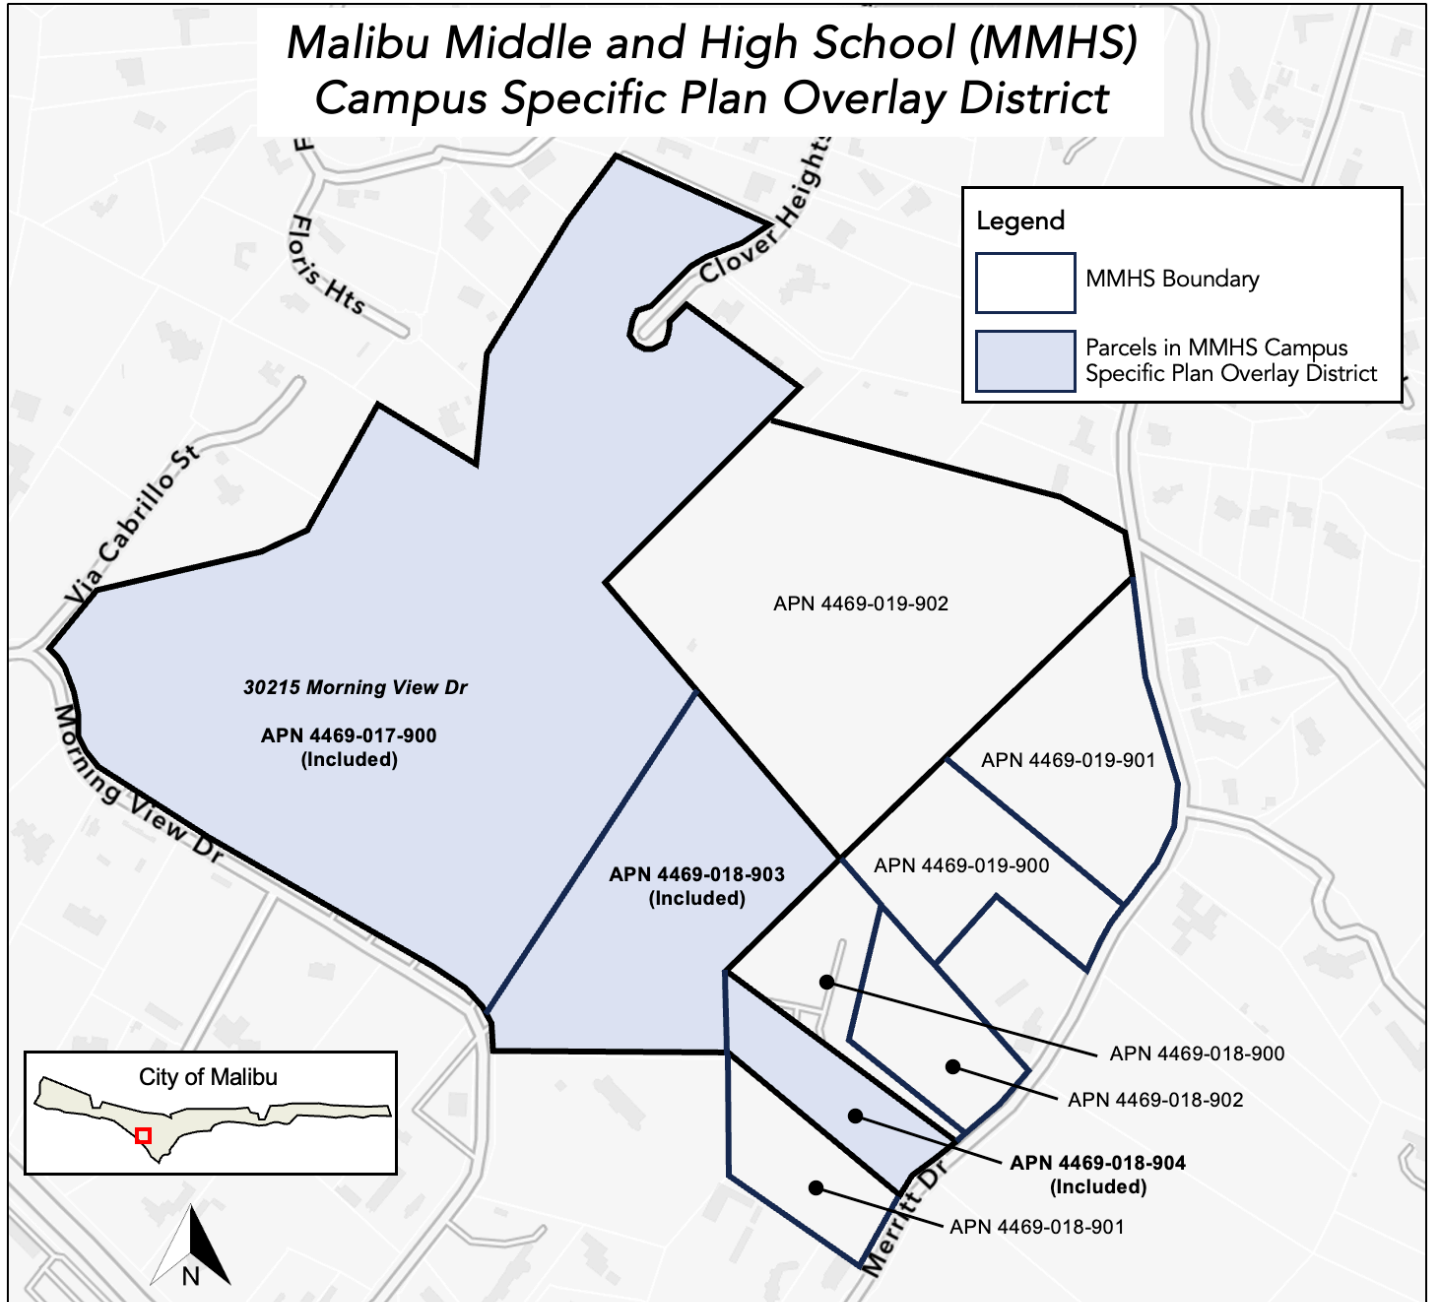 Malibu Middle and High School (MMHS)
Campus Specific Plan Overlay District
F
Floris Hts
Clover Heights
Legend
MMHS Boundary
Parcels in MMHS Campus
Specific Plan Overlay District
Via Cabrillo St
APN 4469-019-902
30215 Morning View Dr
APN 4469-017-900
(Included)
Morning View Dr
APN 4469-019-901
APN 4469-018-903
(Included)
APN 4469-019-900
APN 4469-018-900
APN 4469-018-902
APN 4469-018-904
(Included)
APN 4469-018-901
Merritt Dr
City of Malibu
N